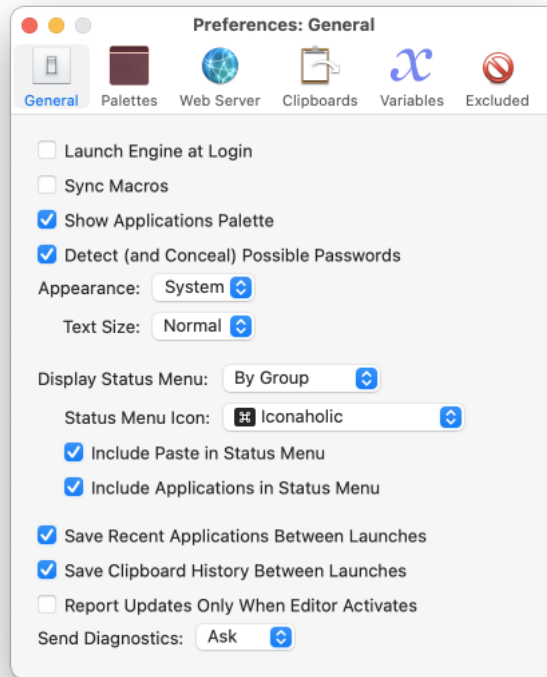 Preferences: General
General Palettes Web Server Clipboards Variables Excluded
Launch Engine at Login
Sync Macros
Show Applications Palette
Detect (and Conceal) Possible Passwords
Appearance: System
Text Size: Normal
Display Status Menu: By Group
Status Menu Icon: ⌘ Iconaholic
Include Paste in Status Menu
Include Applications in Status Menu
Save Recent Applications Between Launches
Save Clipboard History Between Launches
Report Updates Only When Editor Activates
Send Diagnostics: Ask